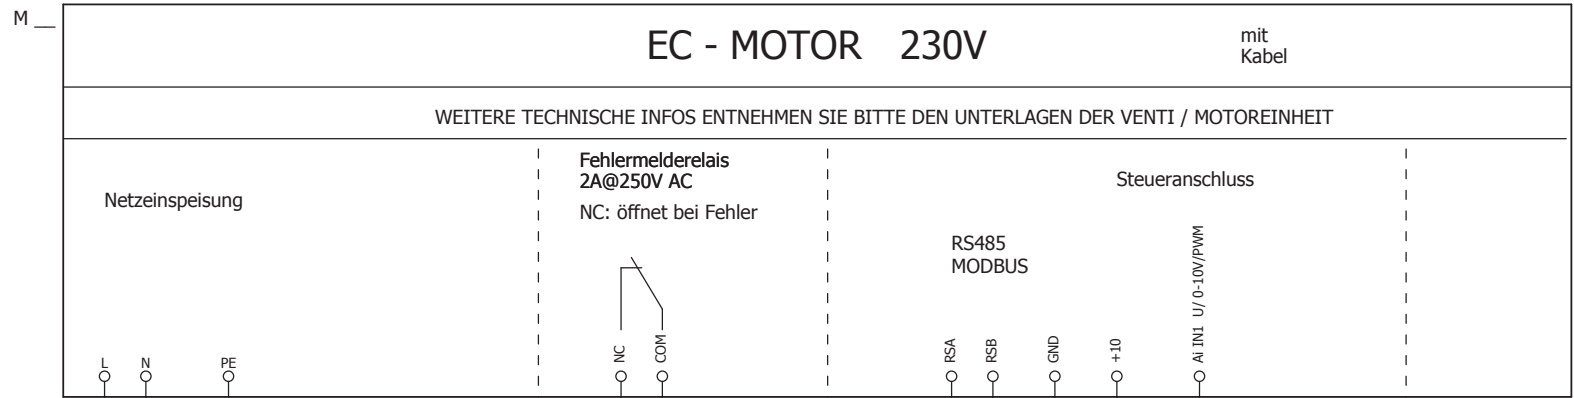 M __
EC - MOTOR 230V
mit
Kabel
WEITERE TECHNISCHE INFOS ENTNEHMEN SIE BITTE DEN UNTERLAGEN DER VENTI / MOTOREINHEIT
Netzeinspeisung
L
N
PE
Fehlermelderelais
2A@250V AC
NC: öffnet bei Fehler
NC
COM
Steueranschluss
RS485
MODBUS
RSA
RSB
GND
+10
Ai IN1 U/ 0-10V/PWM